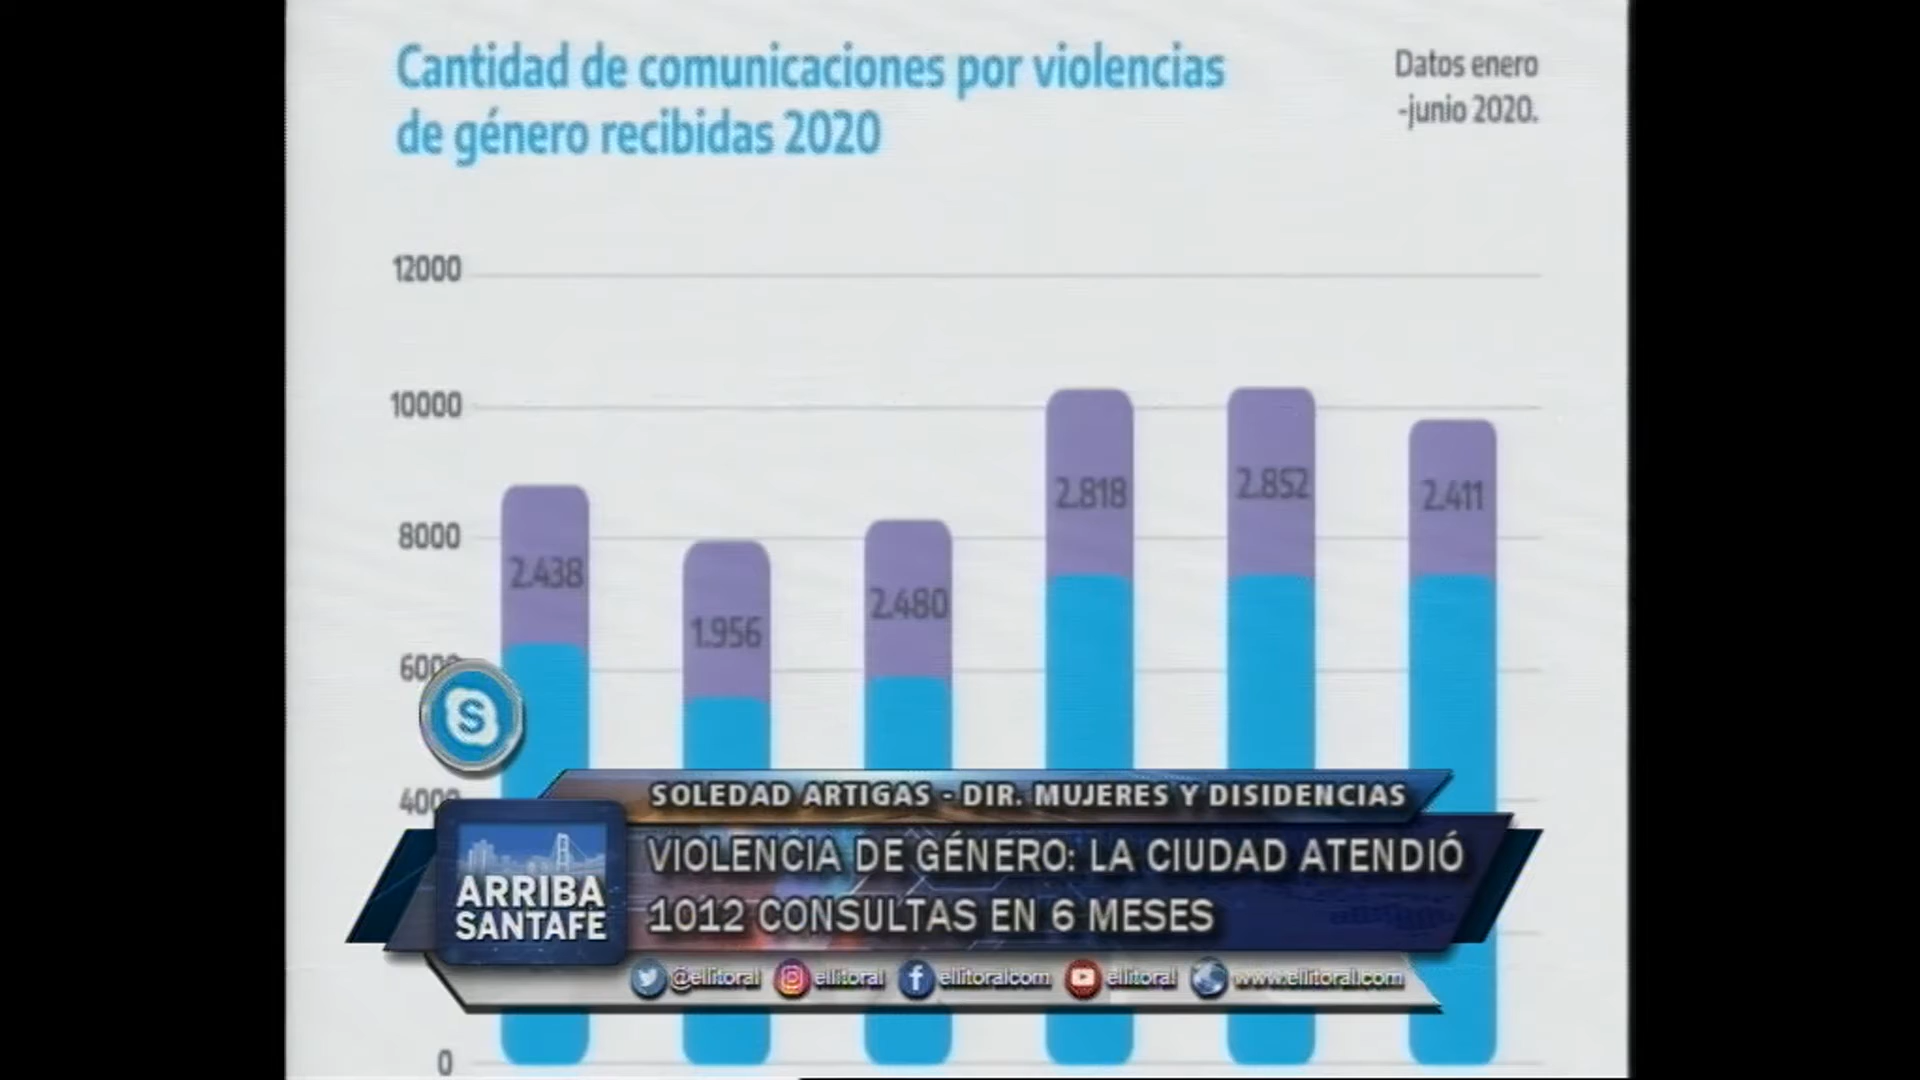 Cantidad de comunicaciones por violencias
de género recibidas 2020
Datos enero
-junio 2020.
12000
10000
8000
6000
4000
0
2.438
1.956
2.480
2.818
2.852
2.411
S
SOLEDAD ARTIGAS - DIR. MUJERES Y DISIDENCIAS
VIOLENCIA DE GÉNERO: LA CIUDAD ATENDIÓ
1012 CONSULTAS EN 6 MESES
ARRIBA
SANTAFE
@ellitoral ellitoral ellitoralcom ellitoral www.ellitoral.com